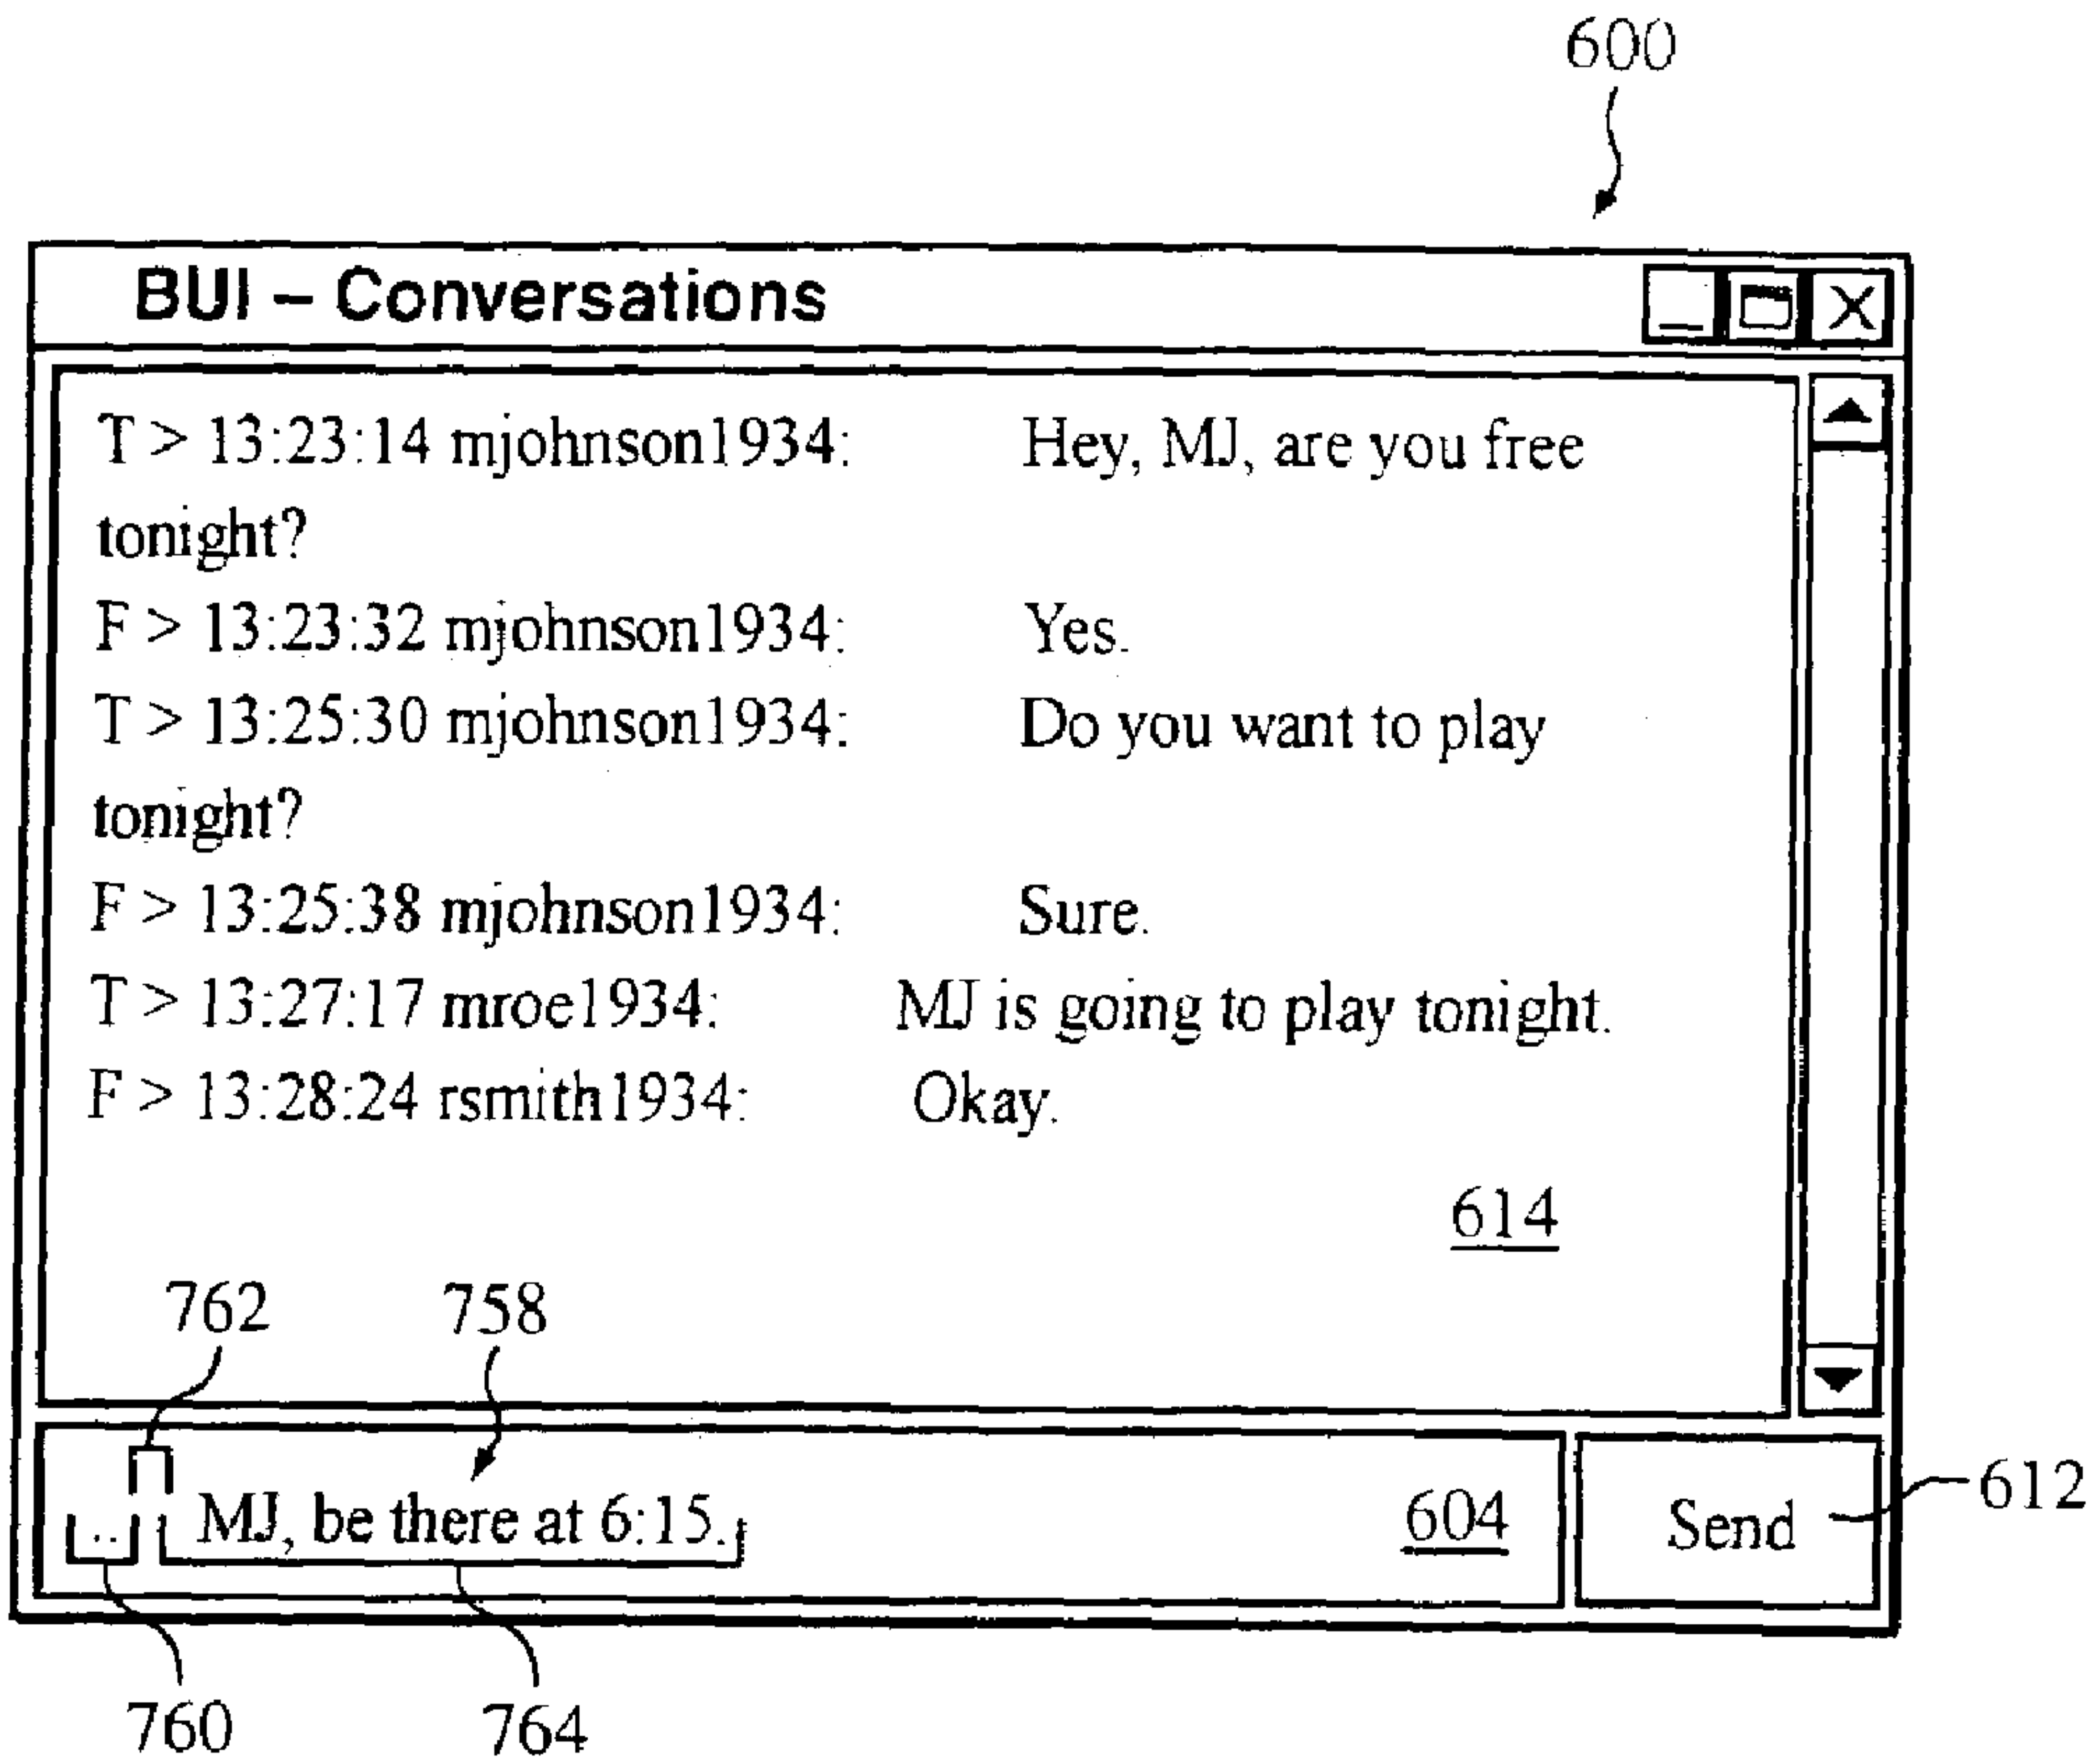 600
BUI – Conversations
T > 13:23:14 mjohnson1934: Hey, MJ, are you free
tonight?
F > 13:23:32 mjohnson1934: Yes.
T > 13:25:30 mjohnson1934: Do you want to play
tonight?
F > 13:25:38 mjohnson1934: Sure.
T > 13:27:17 mroe1934: MJ is going to play tonight.
F > 13:28:24 rsmith1934: Okay.
614
762 758
.. MJ, be there at 6:15. 604 Send 612
760 764